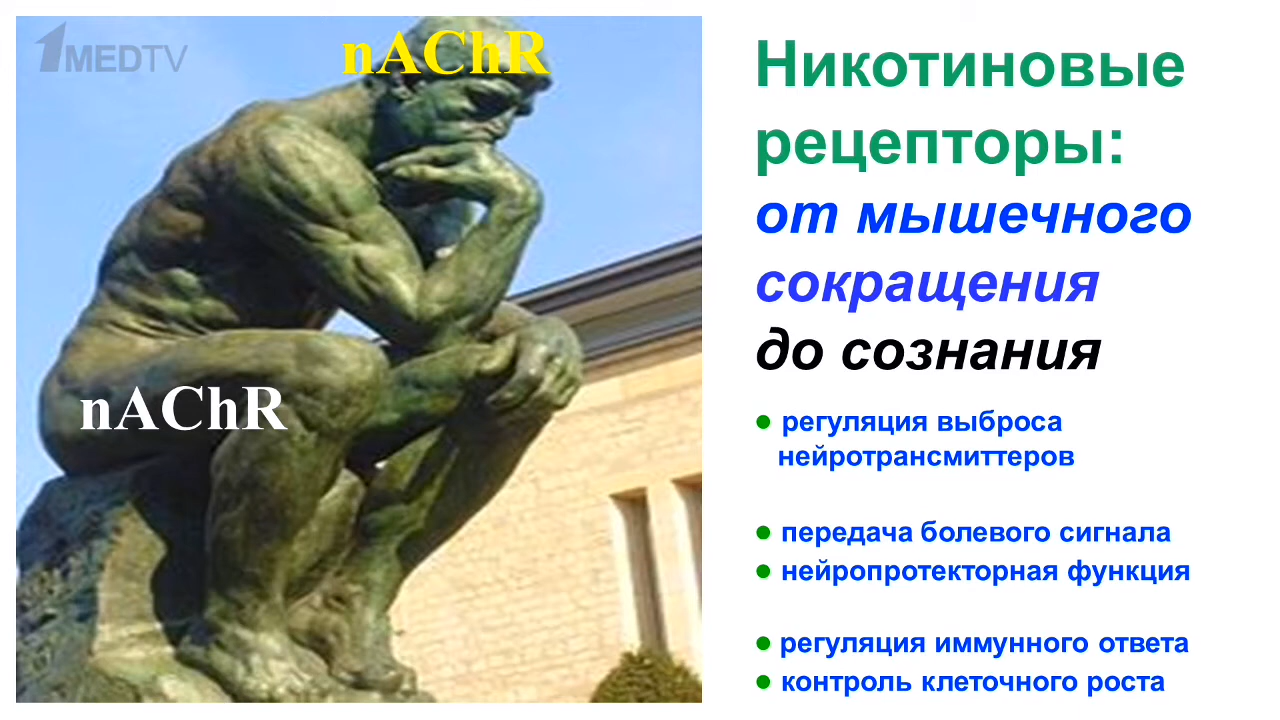 1MEDTV
nAChR
nAChR
Никотиновые
рецепторы:
от мышечного
сокращения
до сознания
• регуляция выброса
нейротрансмиттеров
• передача болевого сигнала
• нейропротекторная функция
• регуляция иммунного ответа
• контроль клеточного роста